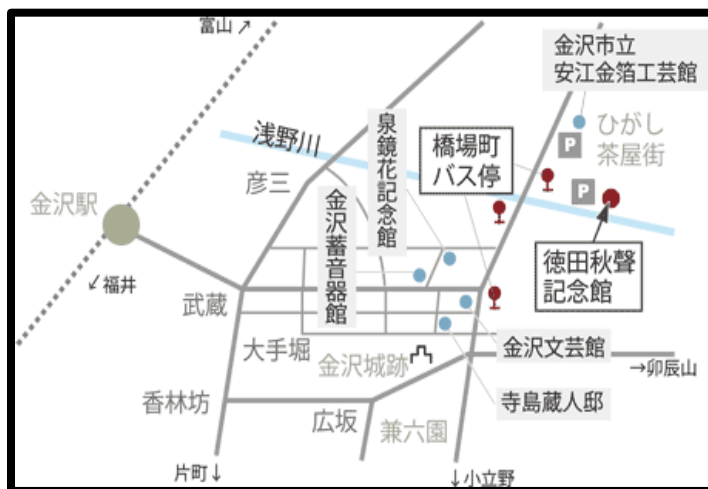 富山↗
金沢市立
安江金箔工芸館
浅野川
泉鏡花記念館
橋場町
バス停
P
ひがし
茶屋街
彦三
金沢駅
金沢蓄音器館
P
徳田秋聲
記念館
↙福井
武蔵
大手堀
金沢城跡
金沢文芸館
→卯辰山
香林坊
広坂
兼六園
寺島蔵人邸
片町↓
↓小立野